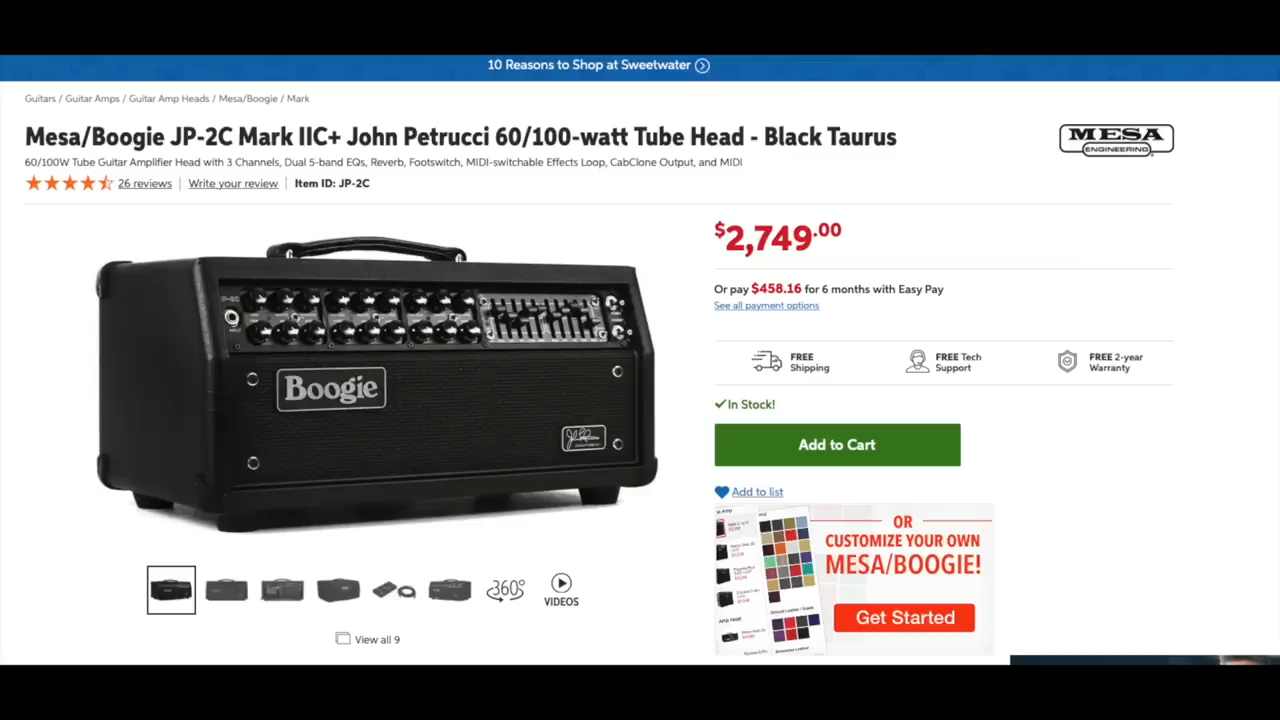 10 Reasons to Shop at Sweetwater
Guitars / Guitar Amps / Guitar Amp Heads / Mesa/Boogie / Mark
Mesa/Boogie JP-2C Mark IIC+ John Petrucci 60/100-watt Tube Head - Black Taurus
60/100W Tube Guitar Amplifier Head with 3 Channels, Dual 5-band EQs, Reverb, Footswitch, MIDI-switchable Effects Loop, CabClone Output, and MIDI
26 reviews | Write your review | Item ID: JP-2C
MESA
ENGINEERING
$2,749.00
Or pay $458.16 for 6 months with Easy Pay
See all payment options
FREE
Shipping
FREE Tech
Support
FREE 2-year
Warranty
In Stock!
Add to Cart
Add to list
JP-2C
INPUT
Boogie
OR
CUSTOMIZE YOUR OWN
MESA/BOOGIE!
Get Started
Amp Head
360°
VIDEOS
View all 9